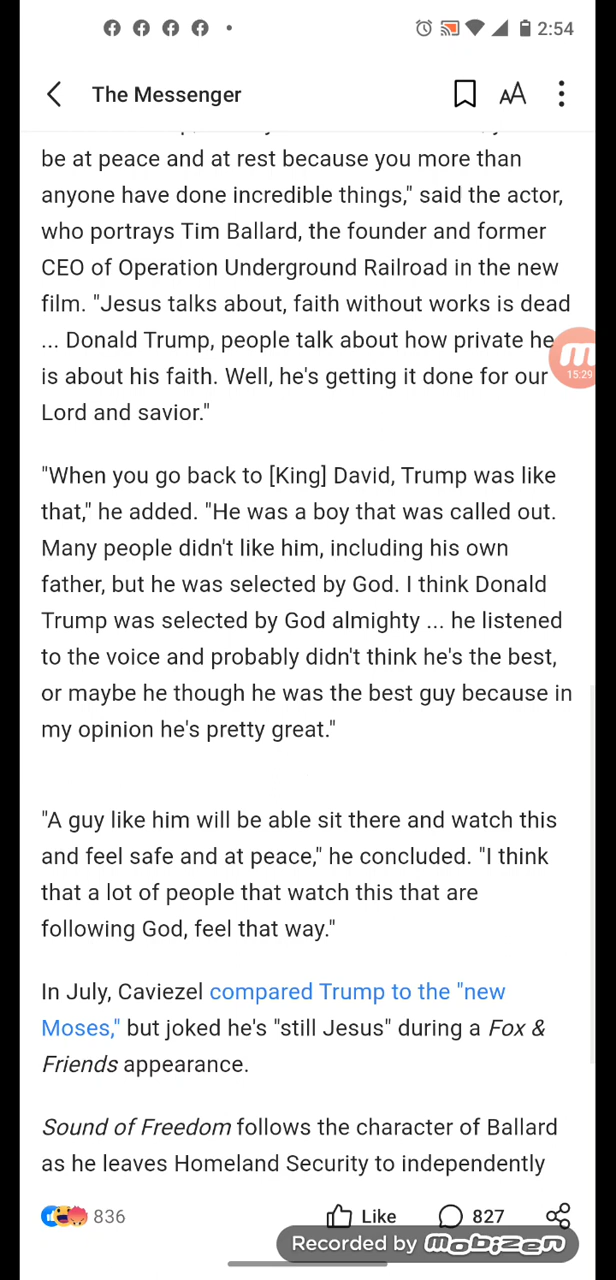 2:54
The Messenger
AA
be at peace and at rest because you more than
anyone have done incredible things," said the actor,
who portrays Tim Ballard, the founder and former
CEO of Operation Underground Railroad in the new
film. "Jesus talks about, faith without works is dead
... Donald Trump, people talk about how private he
is about his faith. Well, he's getting it done for our
Lord and savior."
15:29
"When you go back to [King] David, Trump was like
that," he added. "He was a boy that was called out.
Many people didn't like him, including his own
father, but he was selected by God. I think Donald
Trump was selected by God almighty ... he listened
to the voice and probably didn't think he's the best,
or maybe he though he was the best guy because in
my opinion he's pretty great."
"A guy like him will be able sit there and watch this
and feel safe and at peace," he concluded. "I think
that a lot of people that watch this that are
following God, feel that way."
In July, Caviezel compared Trump to the "new
Moses," but joked he's "still Jesus" during a Fox &
Friends appearance.
Sound of Freedom follows the character of Ballard
as he leaves Homeland Security to independently
836 Like 827
Recorded by mobizen